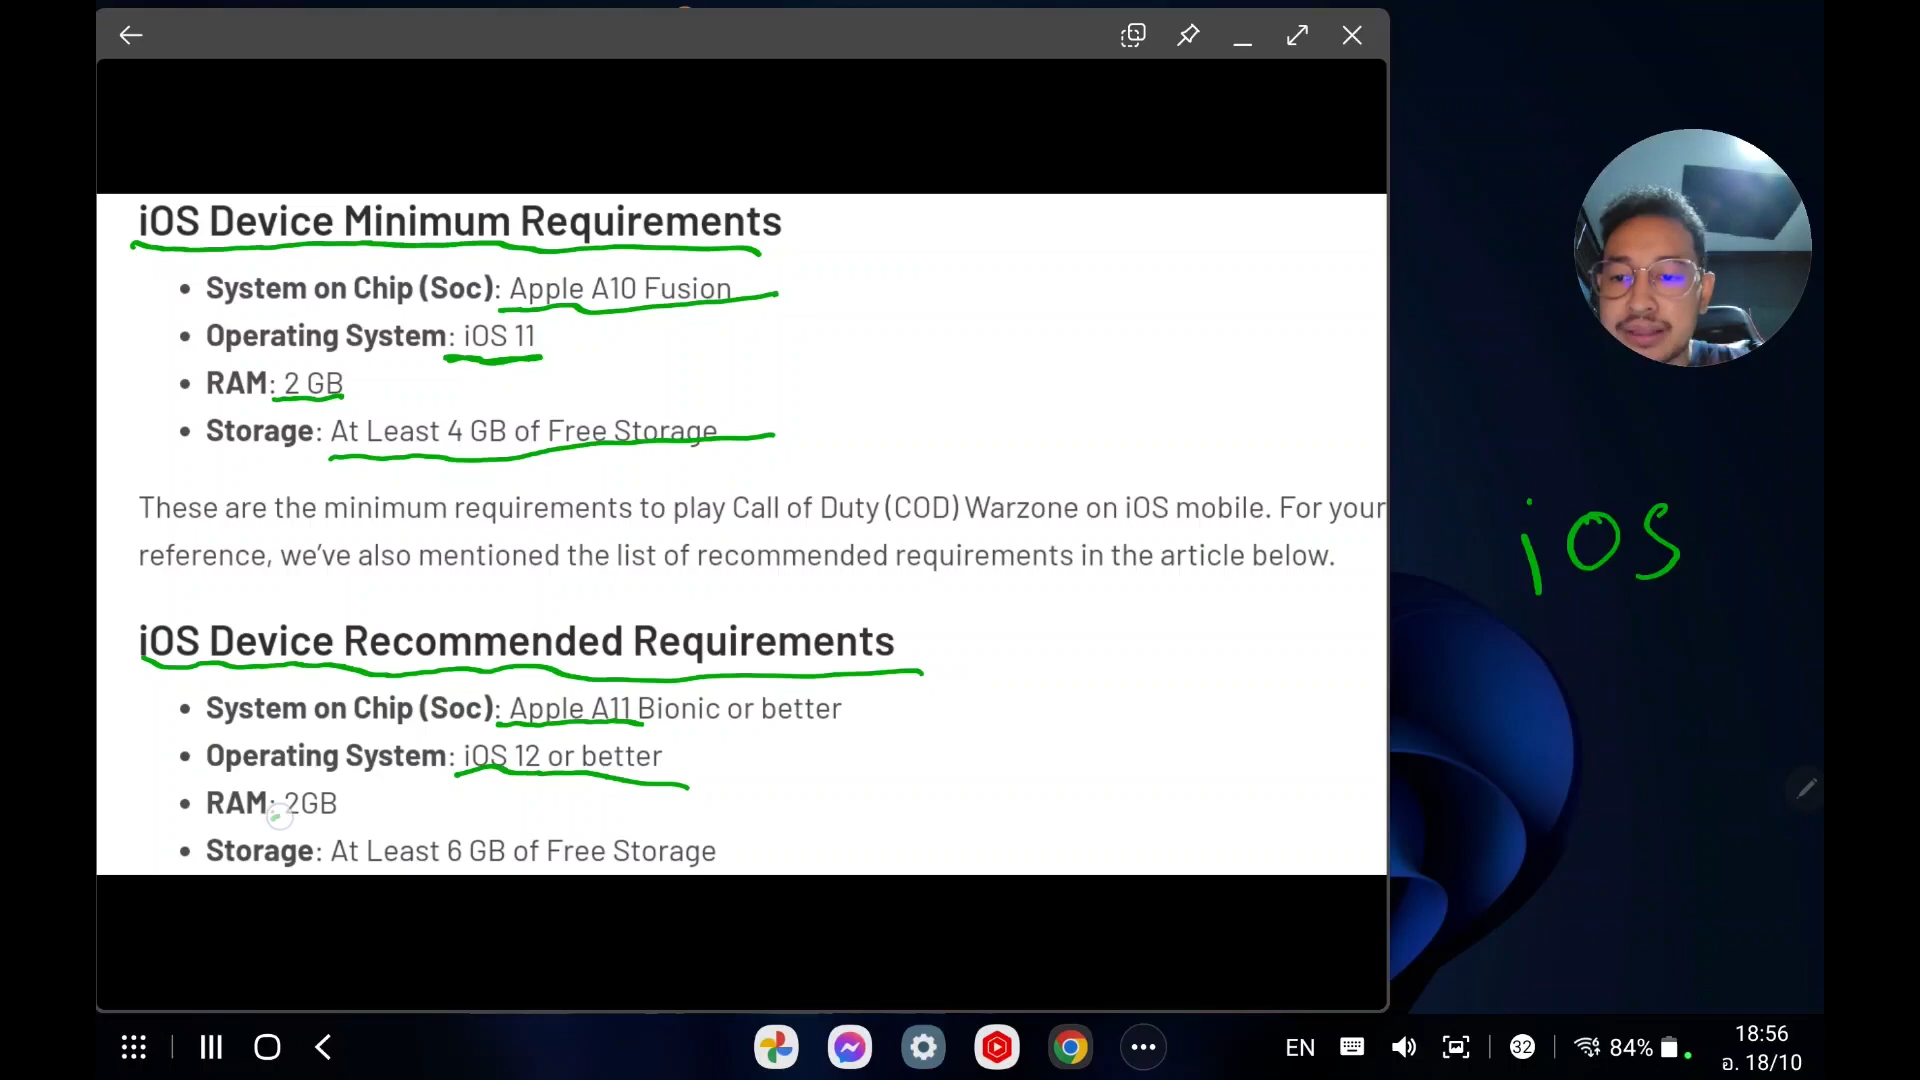 iOS Device Minimum Requirements
• System on Chip (Soc): Apple A10 Fusion
• Operating System: iOS 11
• RAM: 2 GB
• Storage: At Least 4 GB of Free Storage
These are the minimum requirements to play Call of Duty (COD) Warzone on iOS mobile. For your
reference, we’ve also mentioned the list of recommended requirements in the article below.
iOS
iOS Device Recommended Requirements
• System on Chip (Soc): Apple A11 Bionic or better
• Operating System: iOS 12 or better
• RAM: 2GB
• Storage: At Least 6 GB of Free Storage
EN 32 84% 18:56
อ. 18/10